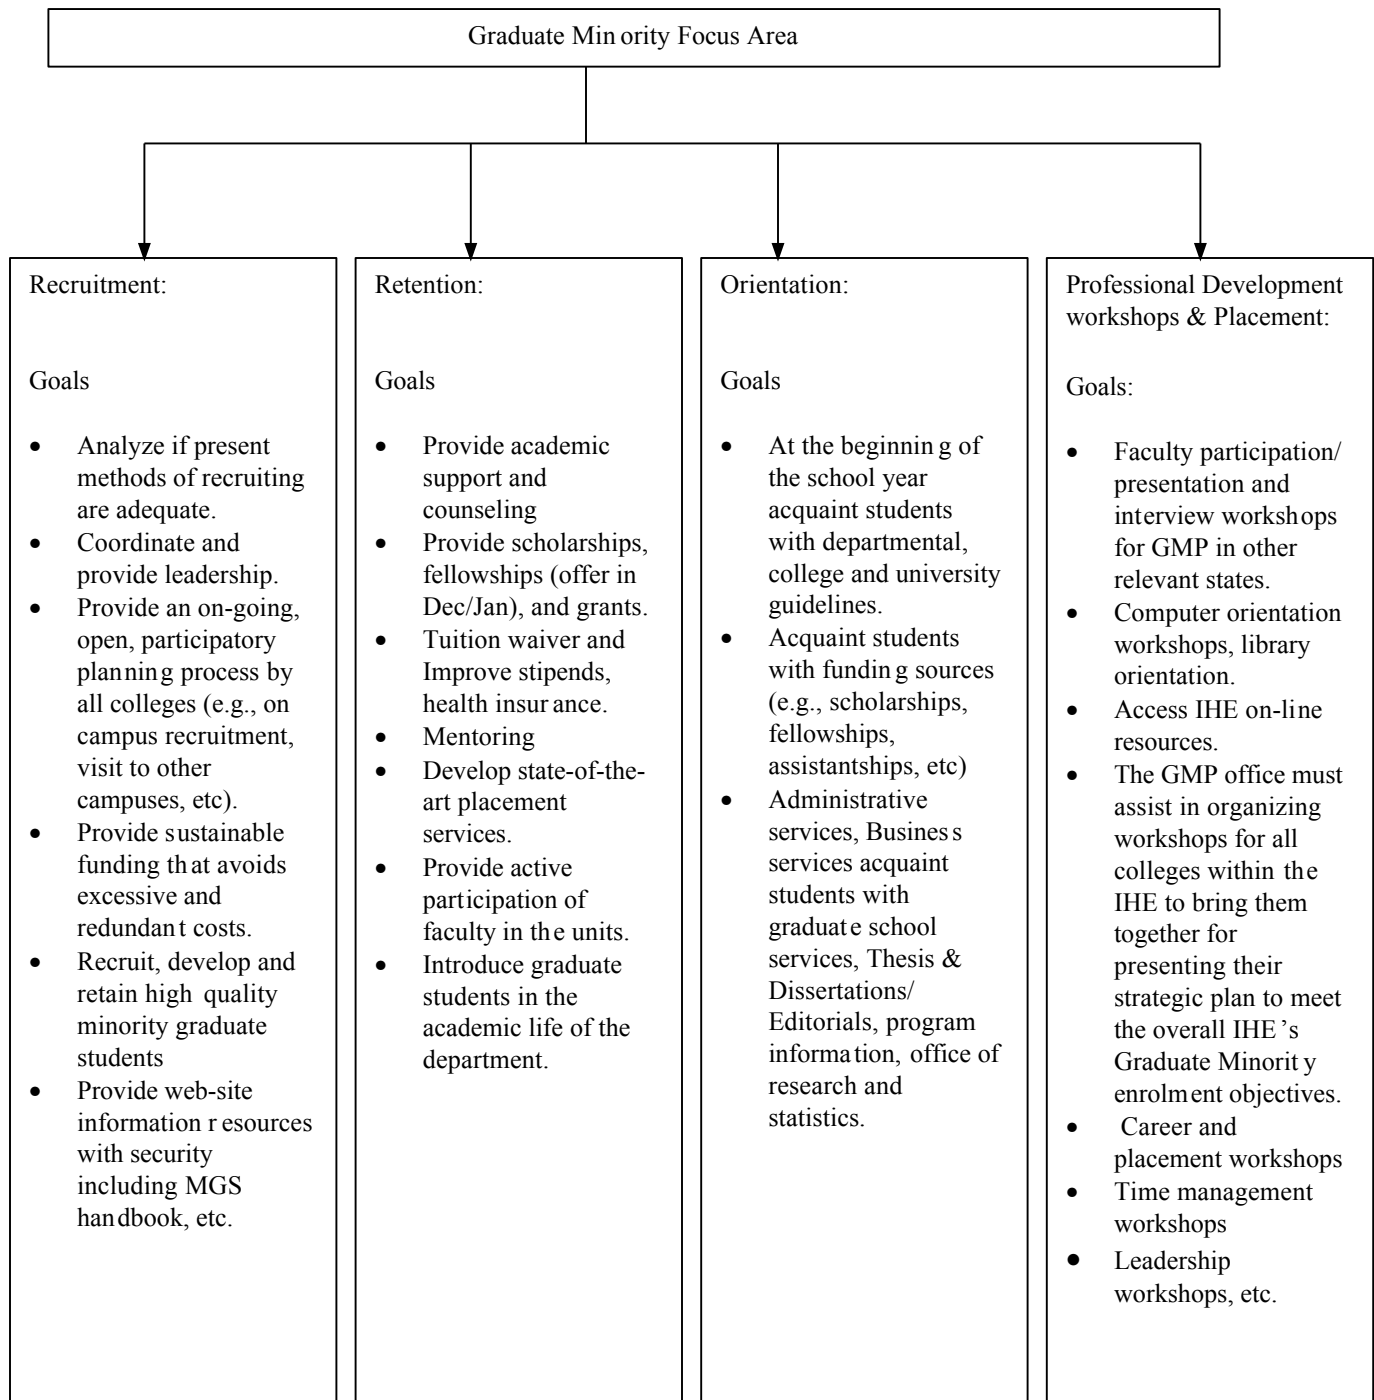 Graduate Minority Focus Area
Recruitment:
Goals
• Analyze if present
methods of recruiting
are adequate.
• Coordinate and
provide leadership.
• Provide an on-going,
open, participatory
planning process by
all colleges (e.g., on
campus recruitment,
visit to other
campuses, etc).
• Provide sustainable
funding that avoids
excessive and
redundant costs.
• Recruit, develop and
retain high quality
minority graduate
students
• Provide web-site
information resources
with security
including MGS
handbook, etc.
Retention:
Goals
• Provide academic
support and
counseling
• Provide scholarships,
fellowships (offer in
Dec/Jan), and grants.
• Tuition waiver and
Improve stipends,
health insurance.
• Mentoring
• Develop state-of-the-
art placement
services.
• Provide active
participation of
faculty in the units.
• Introduce graduate
students in the
academic life of the
department.
Orientation:
Goals
• At the beginning of
the school year
acquaint students
with departmental,
college and university
guidelines.
• Acquaint students
with funding sources
(e.g., scholarships,
fellowships,
assistantships, etc)
• Administrative
services, Business
services acquaint
students with
graduate school
services, Thesis &
Dissertations/
Editorials, program
information, office of
research and
statistics.
Professional Development
workshops & Placement:
Goals:
• Faculty participation/
presentation and
interview workshops
for GMP in other
relevant states.
• Computer orientation
workshops, library
orientation.
• Access IHE on-line
resources.
• The GMP office must
assist in organizing
workshops for all
colleges within the
IHE to bring them
together for
presenting their
strategic plan to meet
the overall IHE's
Graduate Minority
enrolment objectives.
• Career and
placement workshops
• Time management
workshops
• Leadership
workshops, etc.